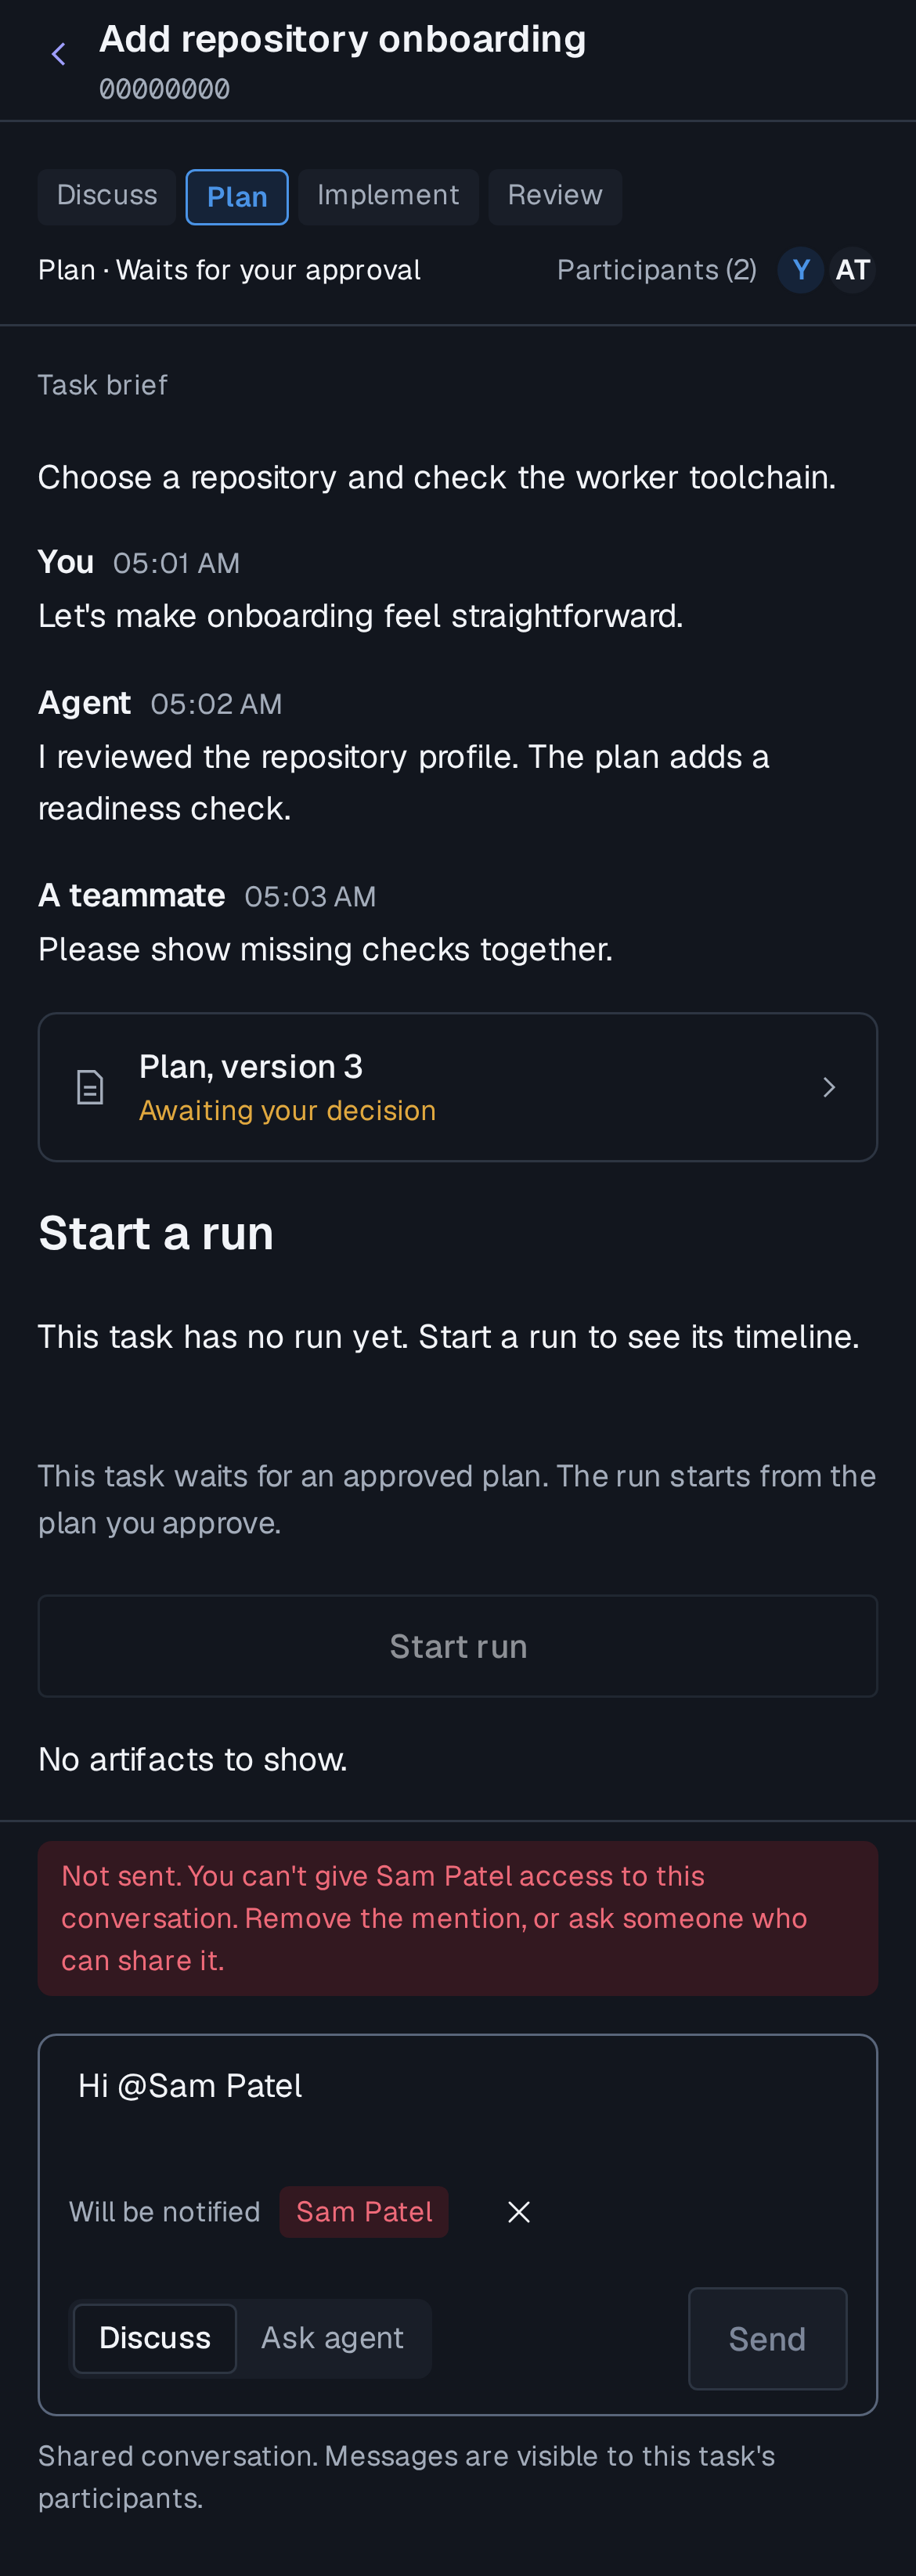 Add repository onboarding
00000000
Discuss Plan Implement Review
Plan · Waits for your approval Participants (2) Y AT
Task brief
Choose a repository and check the worker toolchain.
You 05:01 AM
Let's make onboarding feel straightforward.
Agent 05:02 AM
I reviewed the repository profile. The plan adds a
readiness check.
A teammate 05:03 AM
Please show missing checks together.
Plan, version 3
Awaiting your decision
Start a run
This task has no run yet. Start a run to see its timeline.
This task waits for an approved plan. The run starts from the
plan you approve.
Start run
No artifacts to show.
Not sent. You can't give Sam Patel access to this
conversation. Remove the mention, or ask someone who
can share it.
Hi @Sam Patel
Will be notified Sam Patel
Discuss Ask agent Send
Shared conversation. Messages are visible to this task's
participants.